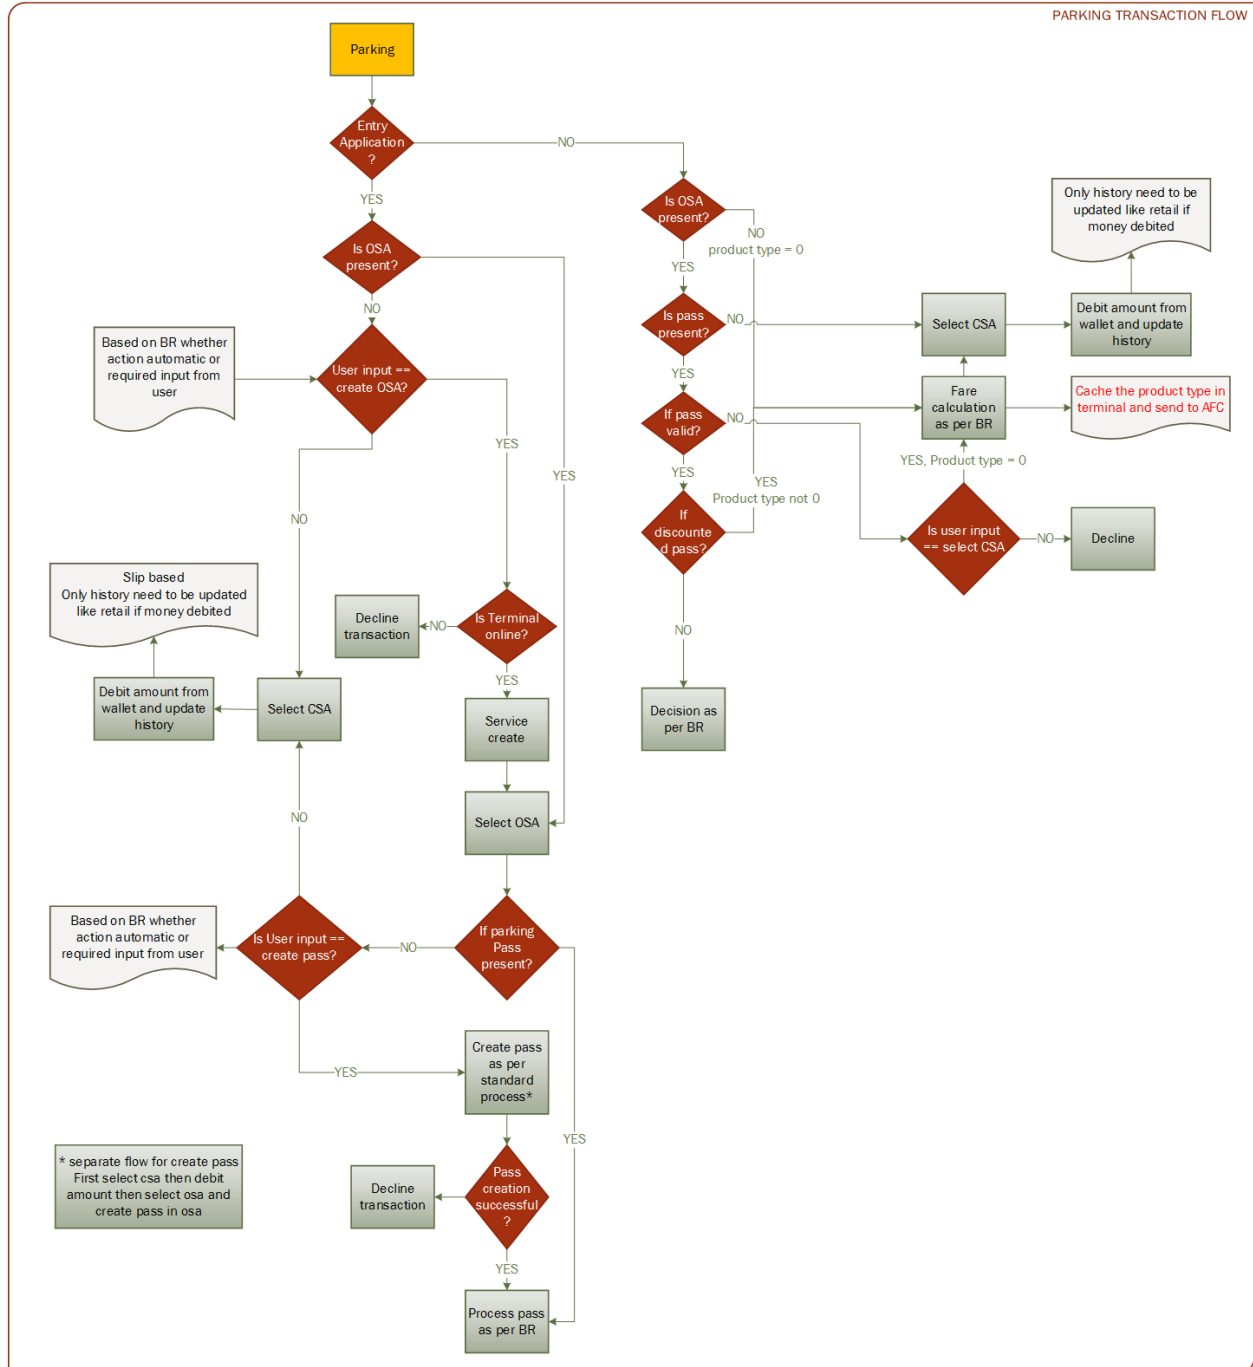 PARKING TRANSACTION FLOW
Parking
Entry
Application
?
NO
YES
Is OSA
present?
NO
YES
Based on BR whether
action automatic or
required input from
user
User input ==
create OSA?
YES
NO
Slip based
Only history need to be updated
like retail if money debited
Debit amount from
wallet and update
history
Select CSA
Decline
transaction
NO
Is Terminal
online?
YES
Service
create
Select OSA
NO
Based on BR whether
action automatic or
required input from user
Is User input ==
create pass?
NO
If parking
Pass
present?
YES
YES
Create pass
as per
standard
process*
* separate flow for create pass
First select csa then debit
amount then select osa and
create pass in osa
Decline
transaction
Pass
creation
successful
?
YES
Process pass
as per BR
Is OSA
present?
NO
product type = 0
YES
Is pass
present?
NO
YES
If pass
valid?
NO
YES
If
discounte
d pass?
YES
Product type not 0
NO
Decision as
per BR
Only history need to be
updated like retail if
money debited
Select CSA
Debit amount from
wallet and update
history
Fare
calculation
as per BR
Cache the product type in
terminal and send to AFC
YES, Product type = 0
Is user input
== select CSA
NO
Decline